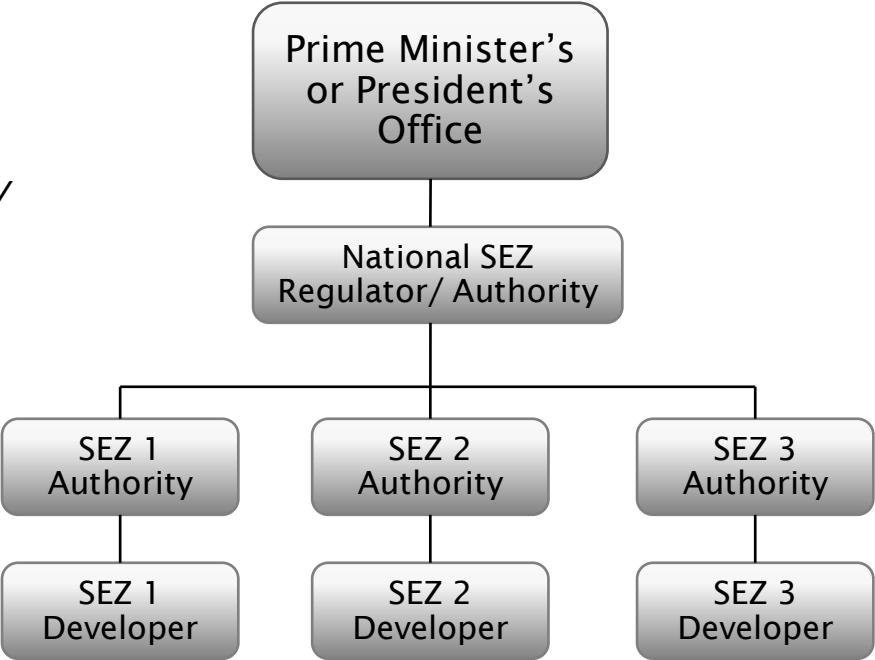 Prime Minister’s
or President’s
Office
National SEZ
Regulator/ Authority
SEZ 1
Authority
SEZ 2
Authority
SEZ 3
Authority
SEZ 1
Developer
SEZ 2
Developer
SEZ 3
Developer